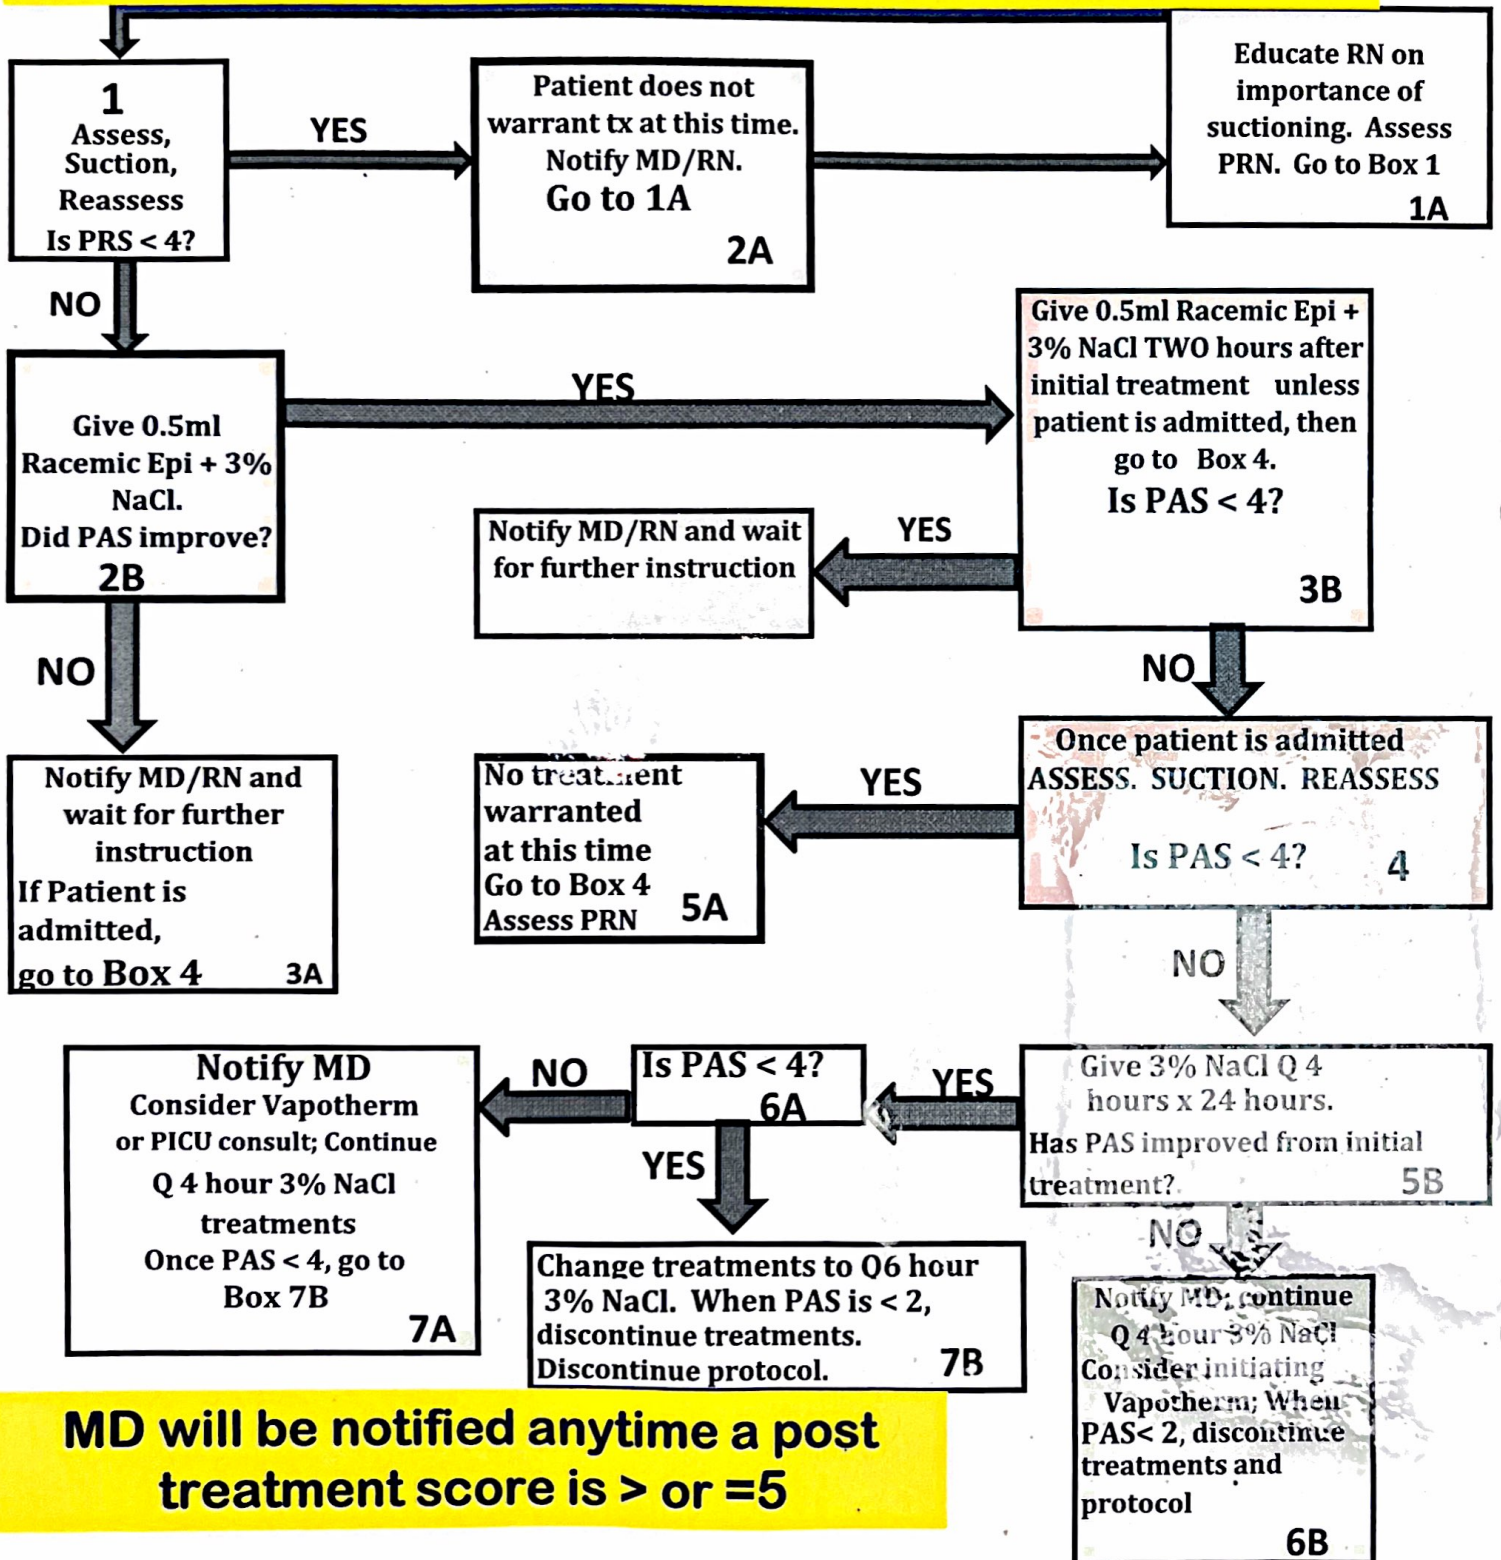 1
Assess,
Suction,
Reassess
Is PRS < 4?
YES
Patient does not
warrant tx at this time.
Notify MD/RN.
Go to 1A
2A
Educate RN on
importance of
suctioning. Assess
PRN. Go to Box 1
1A
NO
Give 0.5ml
Racemic Epi + 3%
NaCl.
Did PAS improve?
2B
YES
Give 0.5ml Racemic Epi +
3% NaCl TWO hours after
initial treatment unless
patient is admitted, then
go to Box 4.
Is PAS < 4?
3B
YES
Notify MD/RN and wait
for further instruction
NO
NO
Notify MD/RN and
wait for further
instruction
If Patient is
admitted,
go to Box 4
3A
Once patient is admitted
ASSESS. SUCTION. REASSESS
Is PAS < 4?
4
YES
No treatment
warranted
at this time
Go to Box 4
Assess PRN
5A
NO
Give 3% NaCl Q 4
hours x 24 hours.
Has PAS improved from initial
treatment?
5B
YES
Is PAS < 4?
6A
NO
Notify MD
Consider Vapotherm
or PICU consult; Continue
Q 4 hour 3% NaCl
treatments
Once PAS < 4, go to
Box 7B
7A
YES
Change treatments to Q6 hour
3% NaCl. When PAS is < 2,
discontinue treatments.
Discontinue protocol.
7B
NO
Notify MD; continue
Q 4 hour 3% NaCl
Consider initiating
Vapotherm; When
PAS< 2, discontinue
treatments and
protocol
6B
MD will be notified anytime a post
treatment score is > or =5